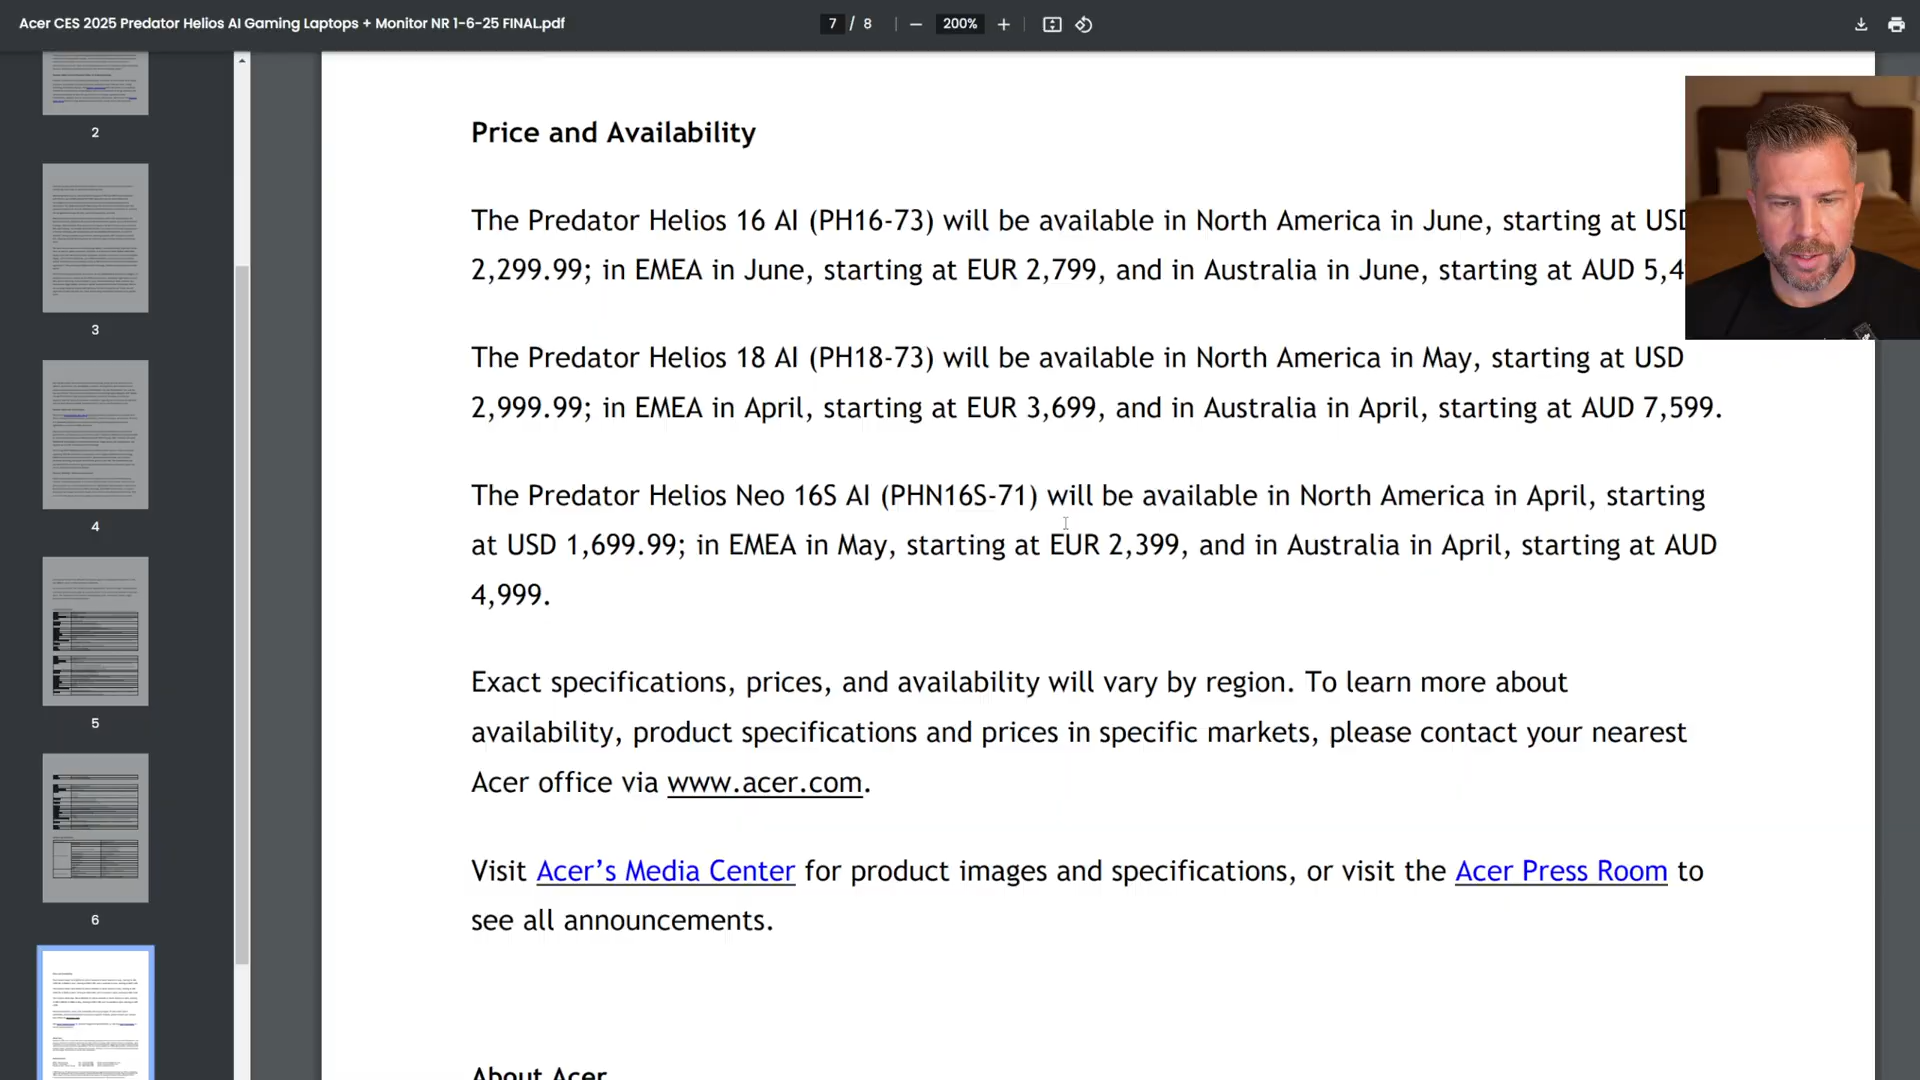 Acer CES 2025 Predator Helios AI Gaming Laptops + Monitor NR 1-6-25 FINAL.pdf
7 / 8
200%
2
3
4
5
6
Price and Availability
The Predator Helios 16 AI (PH16-73) will be available in North America in June, starting at USD
2,299.99; in EMEA in June, starting at EUR 2,799, and in Australia in June, starting at AUD 5,4
The Predator Helios 18 AI (PH18-73) will be available in North America in May, starting at USD
2,999.99; in EMEA in April, starting at EUR 3,699, and in Australia in April, starting at AUD 7,599.
The Predator Helios Neo 16S AI (PHN16S-71) will be available in North America in April, starting
at USD 1,699.99; in EMEA in May, starting at EUR 2,399, and in Australia in April, starting at AUD
4,999.
Exact specifications, prices, and availability will vary by region. To learn more about
availability, product specifications and prices in specific markets, please contact your nearest
Acer office via www.acer.com.
Visit Acer’s Media Center for product images and specifications, or visit the Acer Press Room to
see all announcements.
About Acer